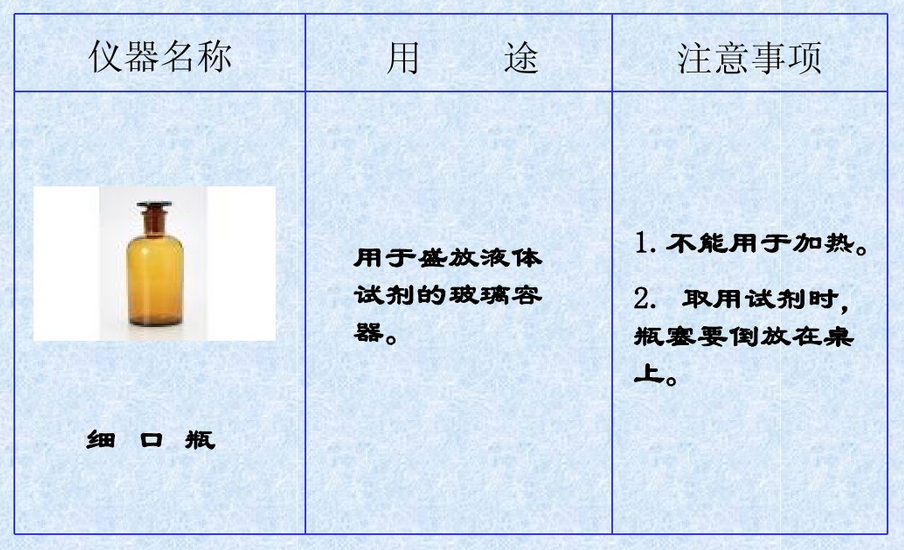 仪器名称
用 途
注意事项
细 口 瓶
用于盛放液体
试剂的玻璃容
器。
1. 不能用于加热。
2. 取用试剂时，
瓶塞要倒放在桌
上。